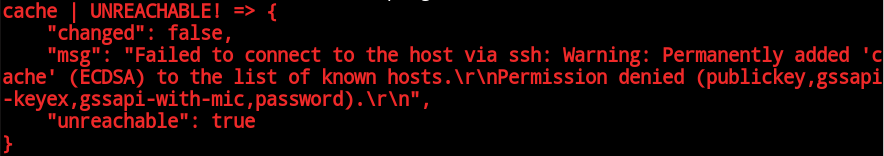 cache | UNREACHABLE! => {
    "changed": false,
    "msg": "Failed to connect to the host via ssh: Warning: Permanently added 'c
ache' (ECDSA) to the list of known hosts.\r\nPermission denied (publickey,gssapi
-keyex,gssapi-with-mic,password).\r\n",
    "unreachable": true
}